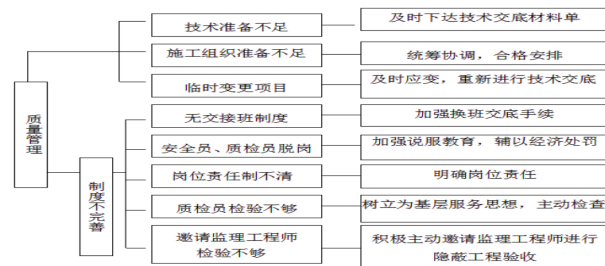 技术准备不足
及时下达技术交底材料单
施工组织准备不足
统筹协调，合格安排
临时变更项目
及时应变，重新进行技术交底
质量管理
无交接班制度
加强换班交底手续
安全员、质检员脱岗
加强说服教育，辅以经济处罚
制度不完善
岗位责任制不清
明确岗位责任
质检员检验不够
树立为基层服务思想，主动检查
邀请监理工程师
检验不够
积极主动邀请监理工程师进行
隐蔽工程验收